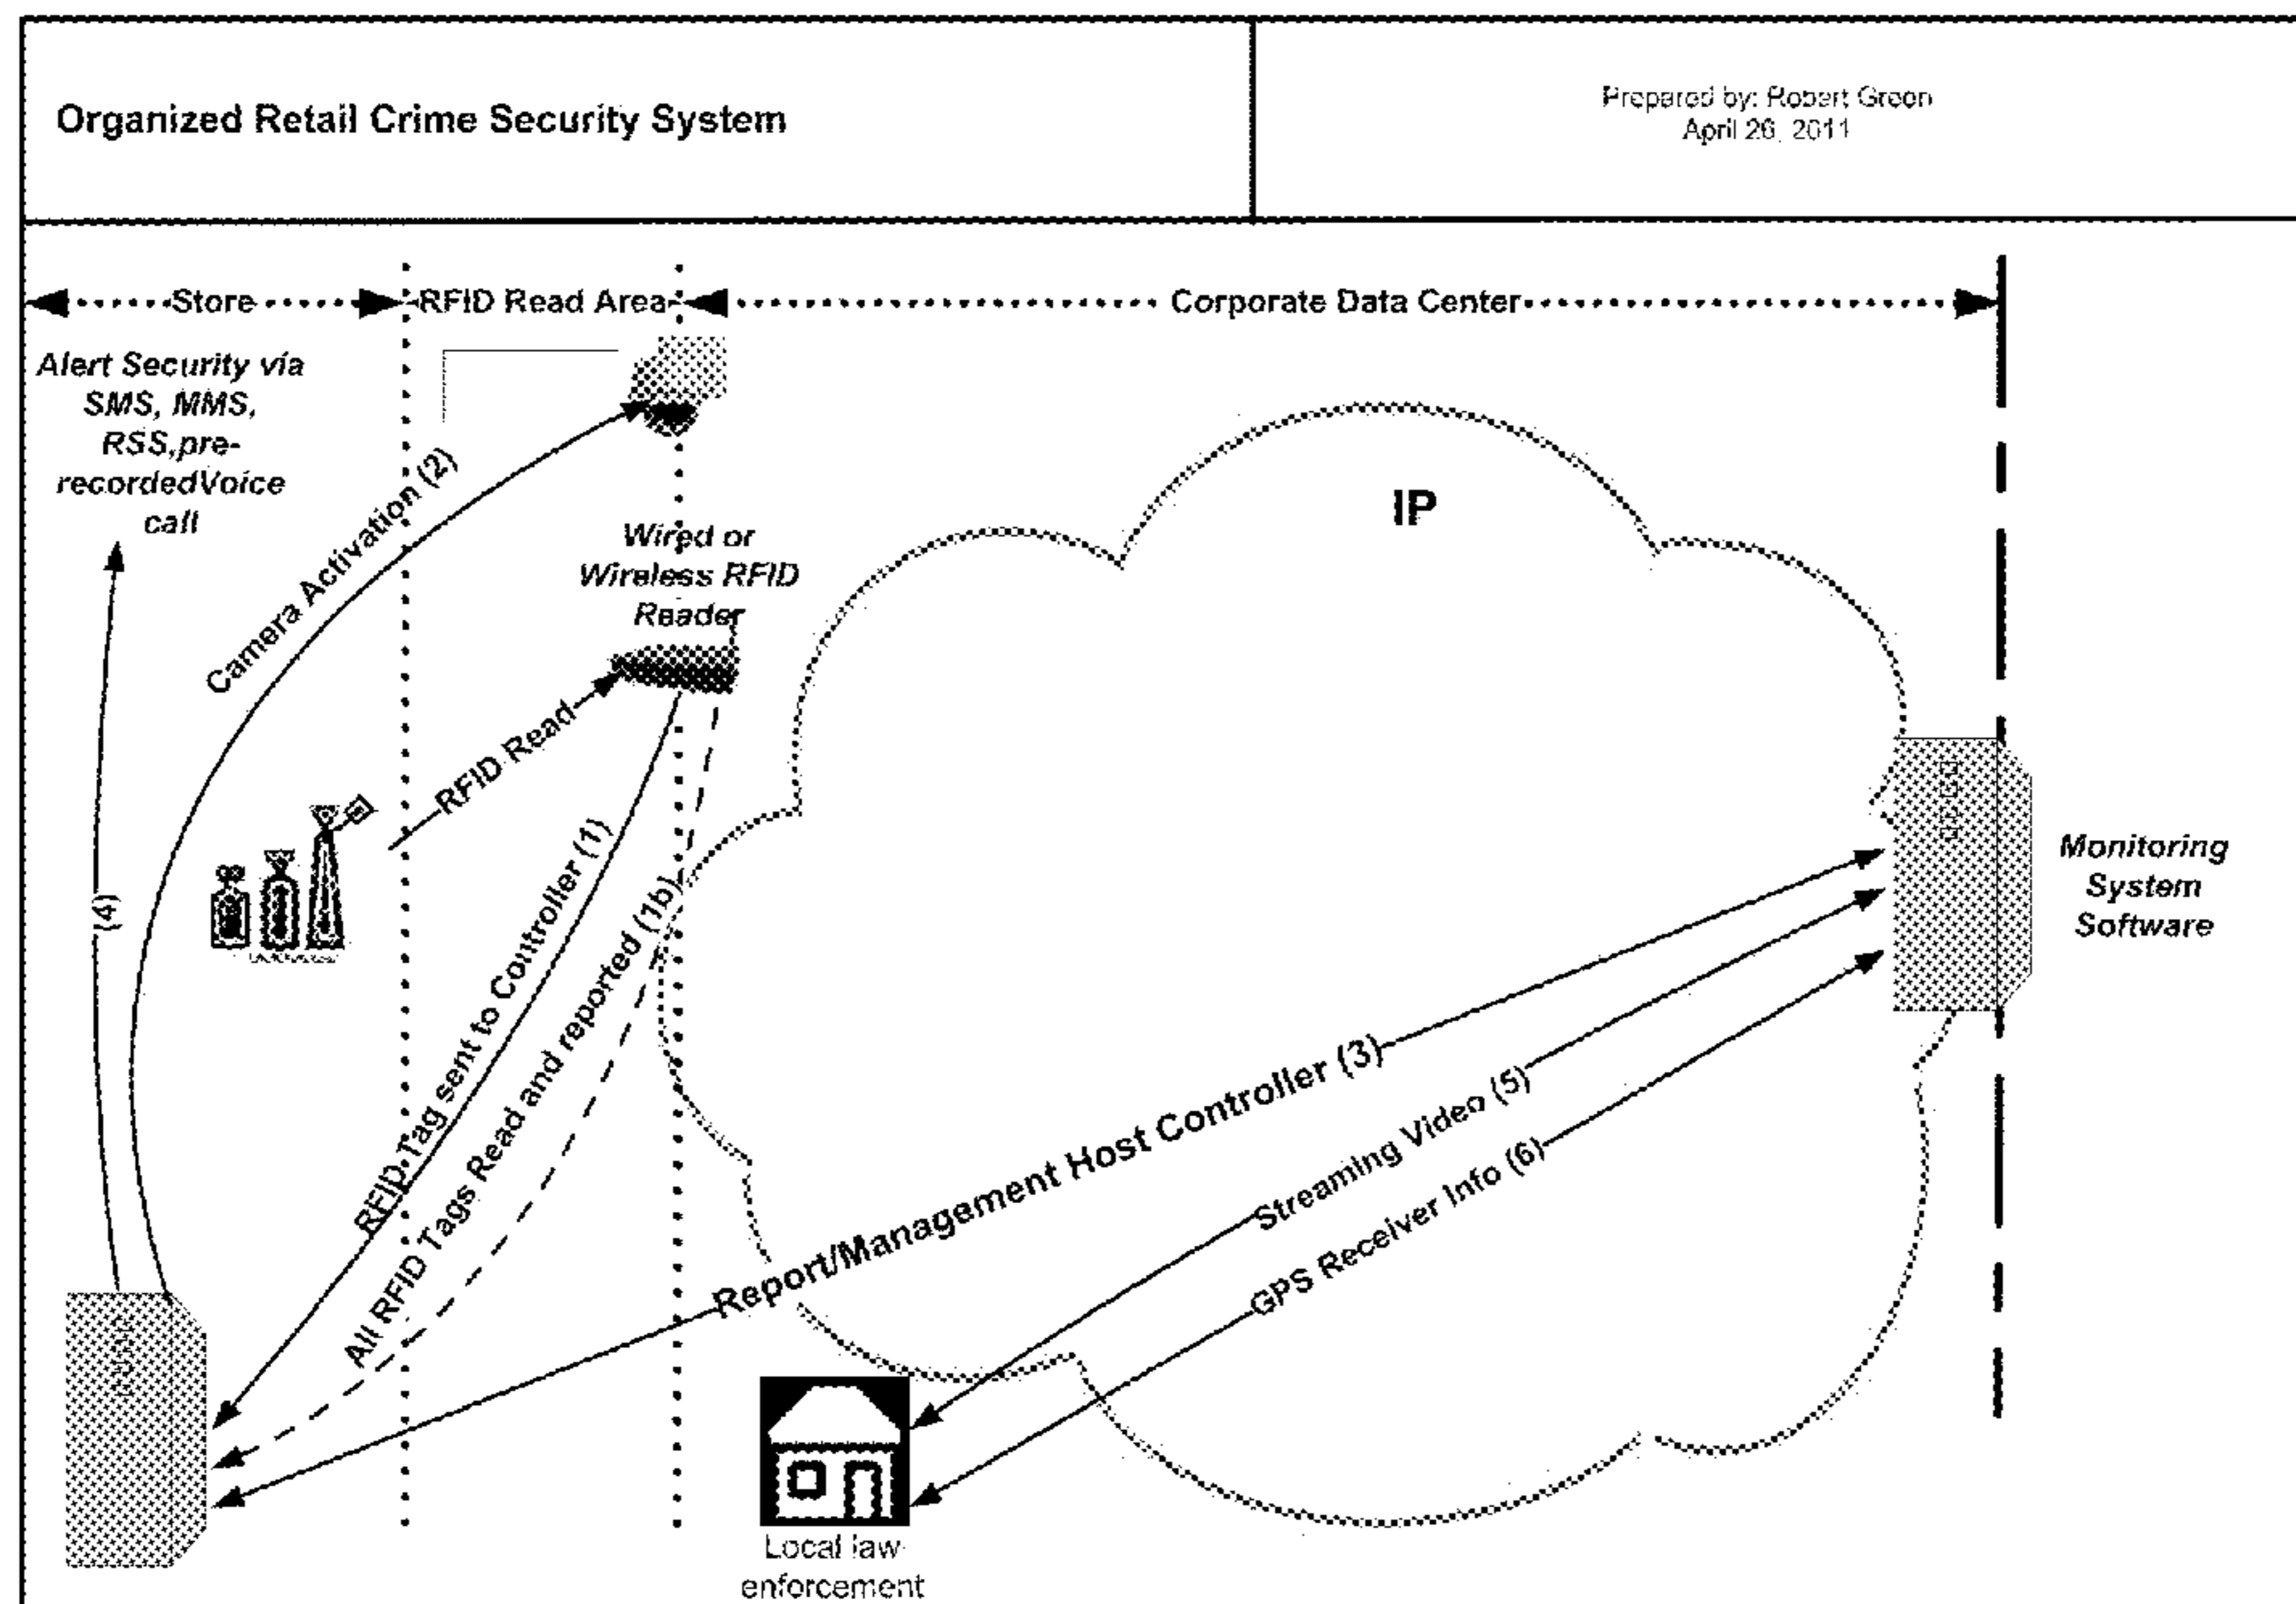 Organized Retail Crime Security System
Prepared by: Robert Green
April 26, 2011
Store
RFID Read Area
Corporate Data Center
Alert Security via
SMS, MMS,
RSS,pre-
recordedVoice
call
Camera Activation (2)
Wired or
Wireless RFID
Reader
IP
RFID Read
(4)
RFID Tag sent to Controller (1)
All RFID Tags Read and reported (1b)
Monitoring
System
Software
Report/Management Host Controller (3)
Streaming Video (5)
GPS Receiver Info (6)
Local law
enforcement